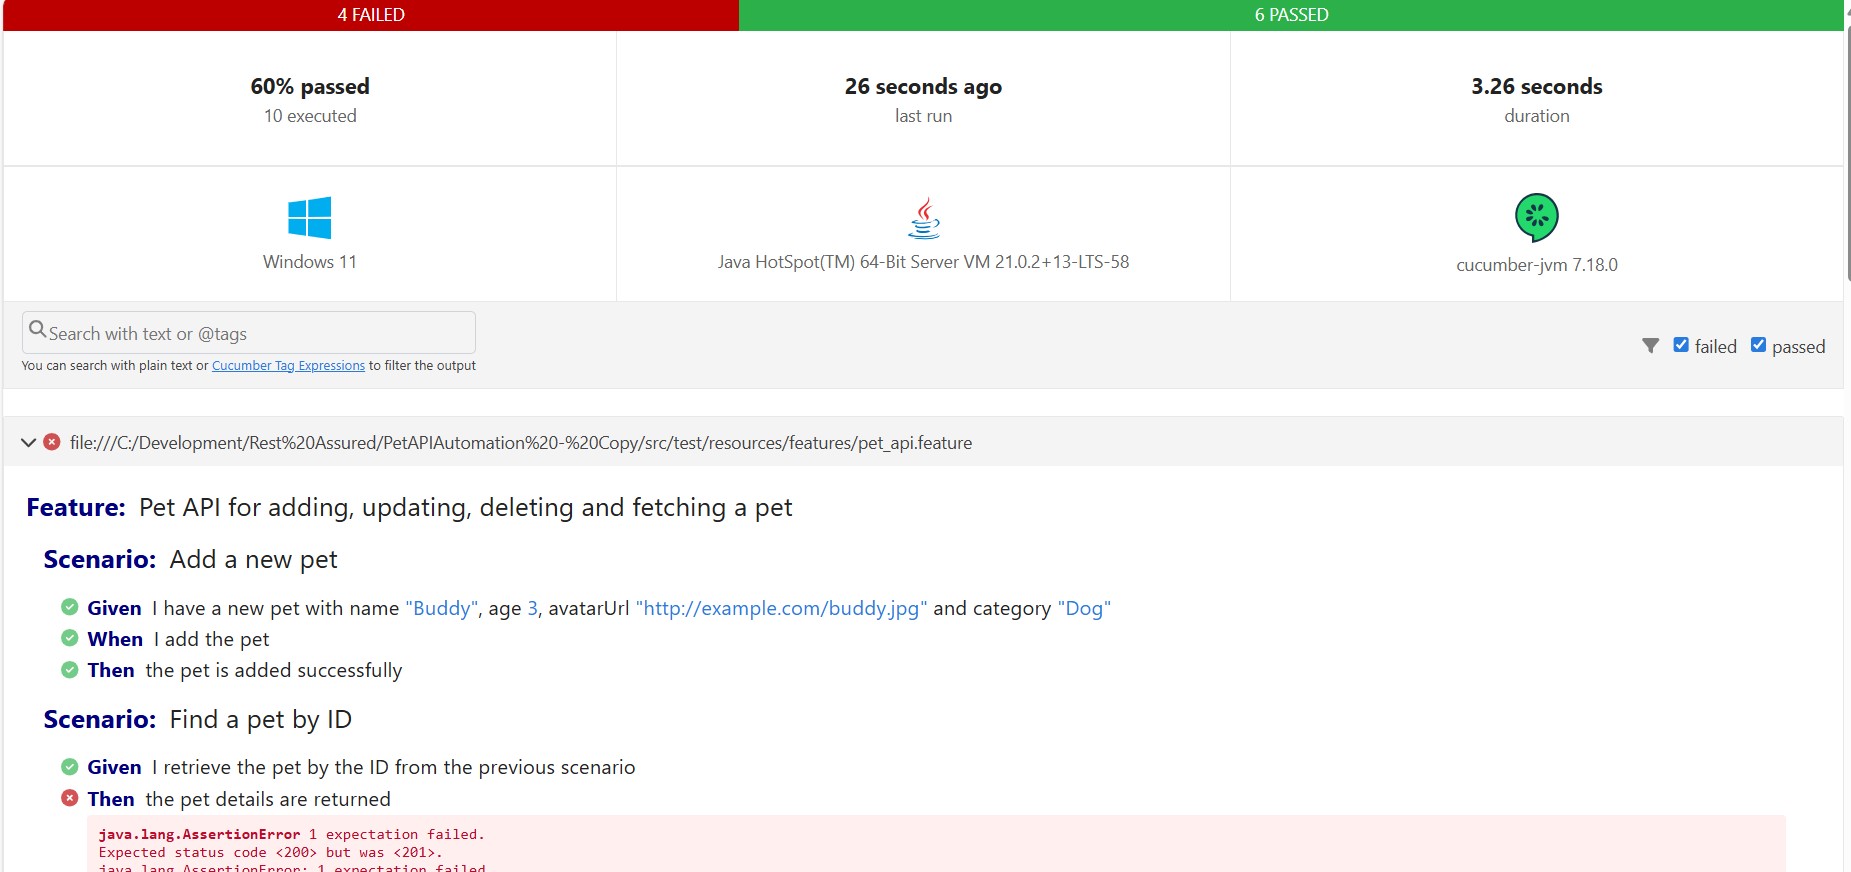 4 FAILED
6 PASSED
60% passed
10 executed
26 seconds ago
last run
3.26 seconds
duration
Windows 11
Java HotSpot(TM) 64-Bit Server VM 21.0.2+13-LTS-58
cucumber-jvm 7.18.0
Search with text or @tags
You can search with plain text or Cucumber Tag Expressions to filter the output
failed
passed
file:///C:/Development/Rest%20Assured/PetAPIAutomation%20-%20Copy/src/test/resources/features/pet_api.feature
Feature: Pet API for adding, updating, deleting and fetching a pet
Scenario: Add a new pet
Given I have a new pet with name "Buddy", age 3, avatarUrl "http://example.com/buddy.jpg" and category "Dog"
When I add the pet
Then the pet is added successfully
Scenario: Find a pet by ID
Given I retrieve the pet by the ID from the previous scenario
Then the pet details are returned
java.lang.AssertionError 1 expectation failed.
Expected status code <200> but was <201>.
java.lang.AssertionError: 1 expectation failed.